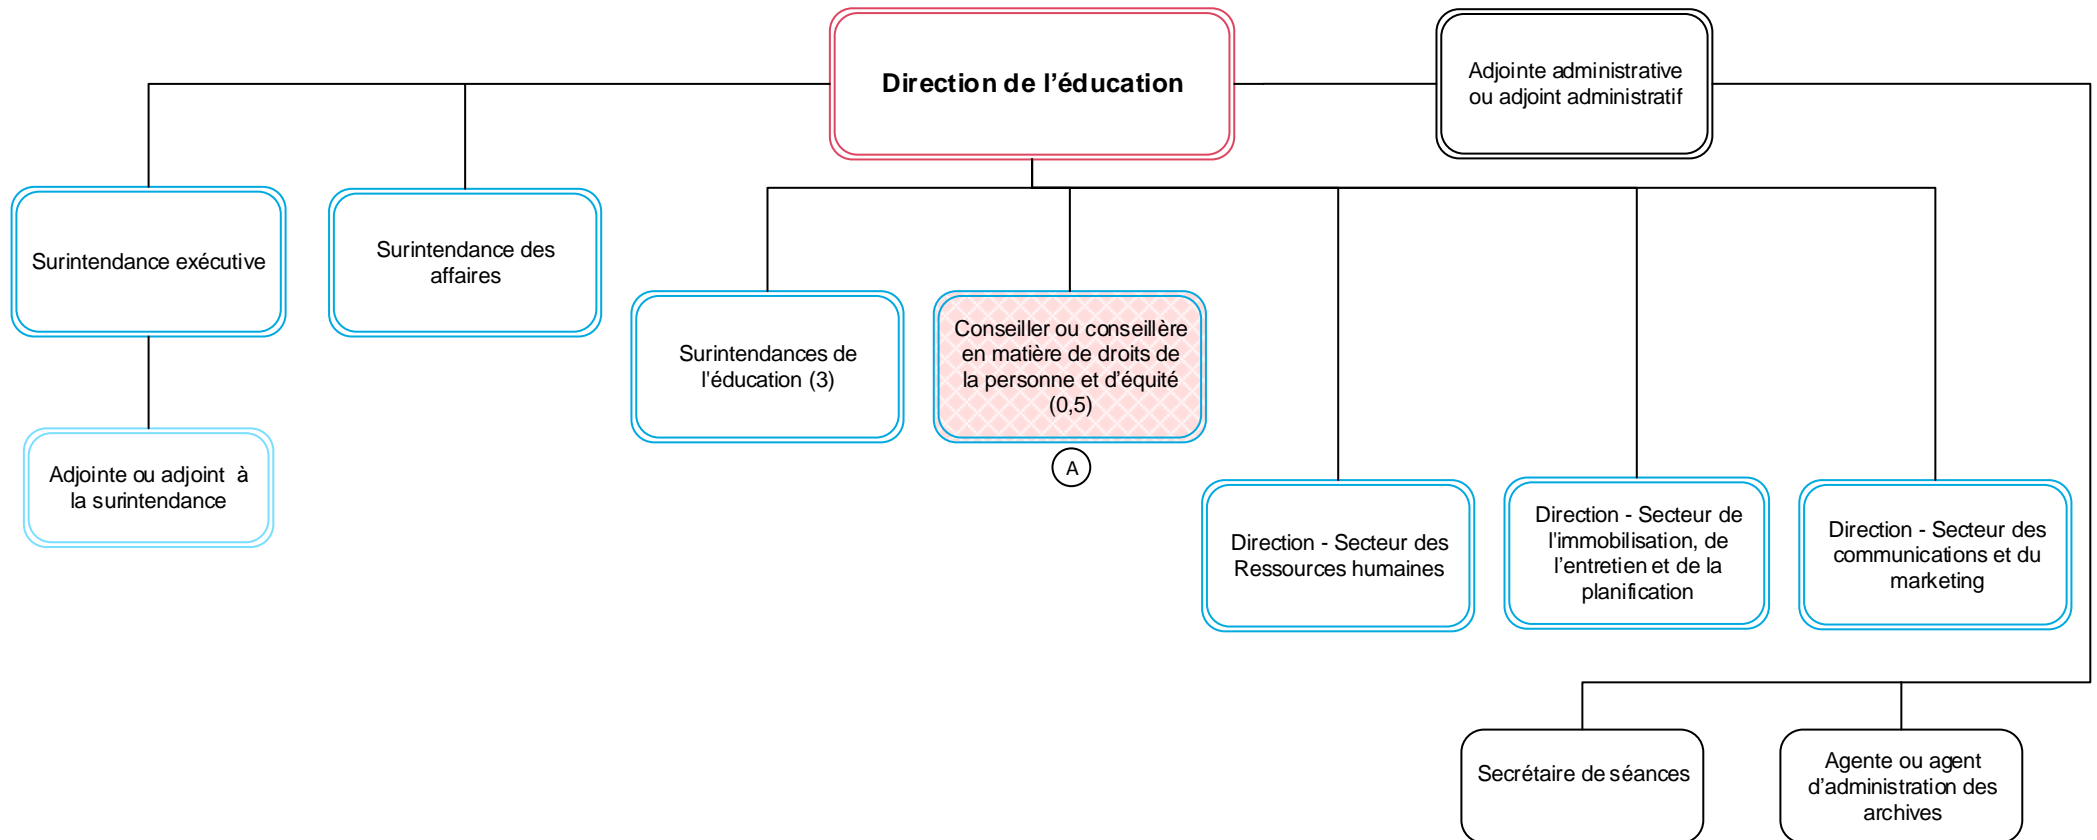 Direction de l’éducation
Adjointe administrative
ou adjoint administratif
Surintendance exécutive
Surintendance des
affaires
Surintendances de
l'éducation (3)
Conseiller ou conseillère
en matière de droits de
la personne et d’équité
(0,5)
A
Adjointe ou adjoint à
la surintendance
Direction - Secteur des
Ressources humaines
Direction - Secteur de
l'immobilisation, de
l’entretien et de la
planification
Direction - Secteur des
communications et du
marketing
Secrétaire de séances
Agente ou agent
d’administration des
archives